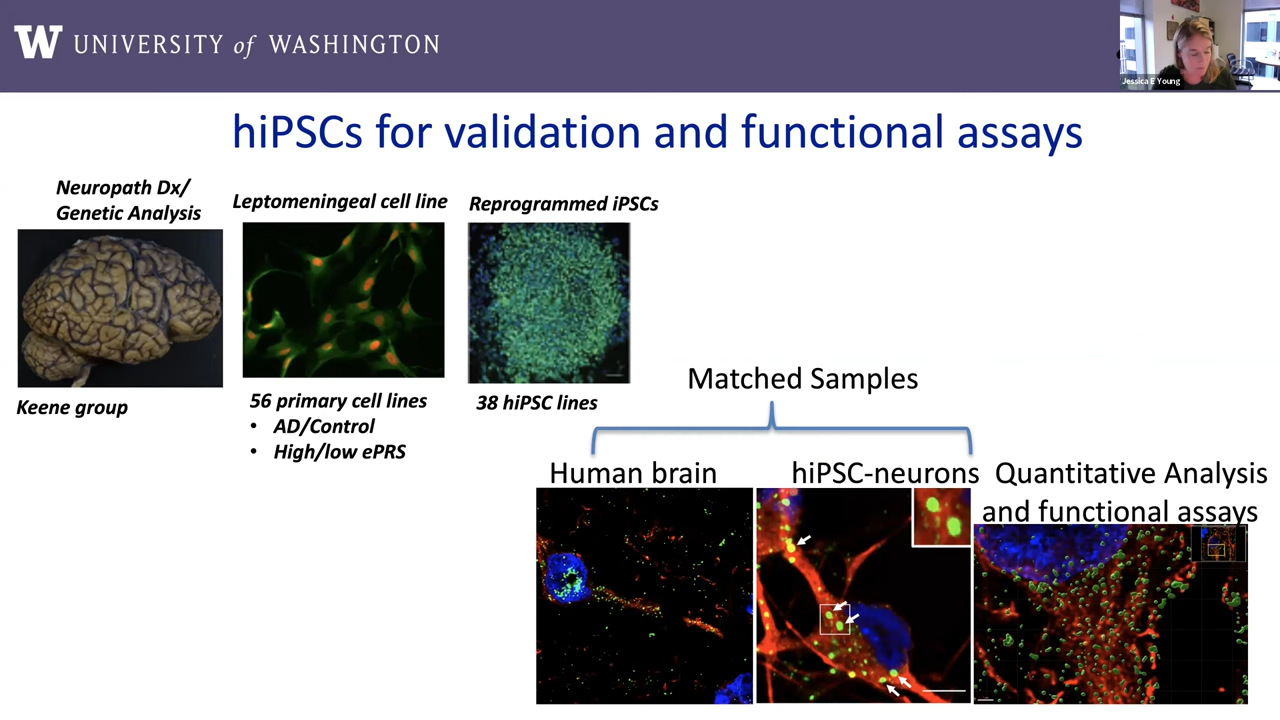 W UNIVERSITY of WASHINGTON
Jessica E Young
hiPSCs for validation and functional assays
Neuropath Dx/
Genetic Analysis
Leptomeningeal cell line
Reprogrammed iPSCs
Keene group
56 primary cell lines
• AD/Control
• High/low ePRS
38 hiPSC lines
Matched Samples
Human brain
hiPSC-neurons
Quantitative Analysis
and functional assays